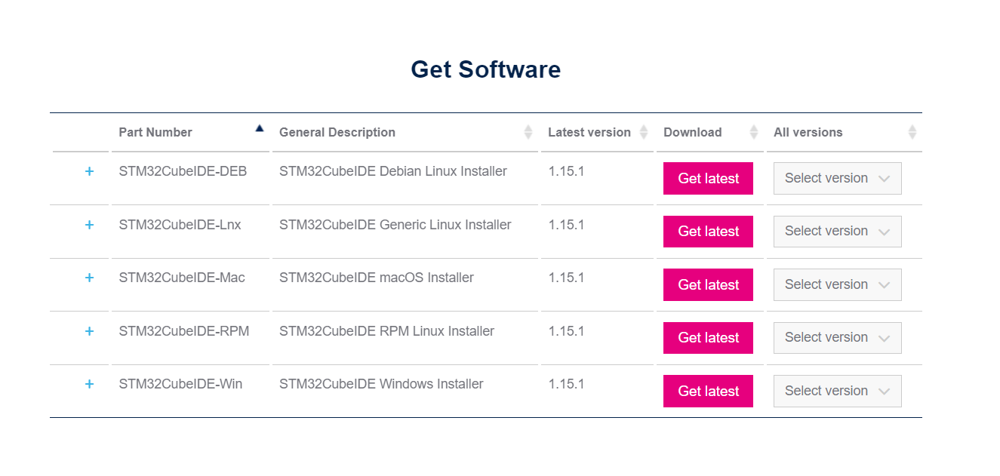 Get Software
Part Number General Description Latest version Download All versions
+ STM32CubeIDE-DEB STM32CubeIDE Debian Linux Installer 1.15.1 Get latest Select version
+ STM32CubeIDE-Lnx STM32CubeIDE Generic Linux Installer 1.15.1 Get latest Select version
+ STM32CubeIDE-Mac STM32CubeIDE macOS Installer 1.15.1 Get latest Select version
+ STM32CubeIDE-RPM STM32CubeIDE RPM Linux Installer 1.15.1 Get latest Select version
+ STM32CubeIDE-Win STM32CubeIDE Windows Installer 1.15.1 Get latest Select version